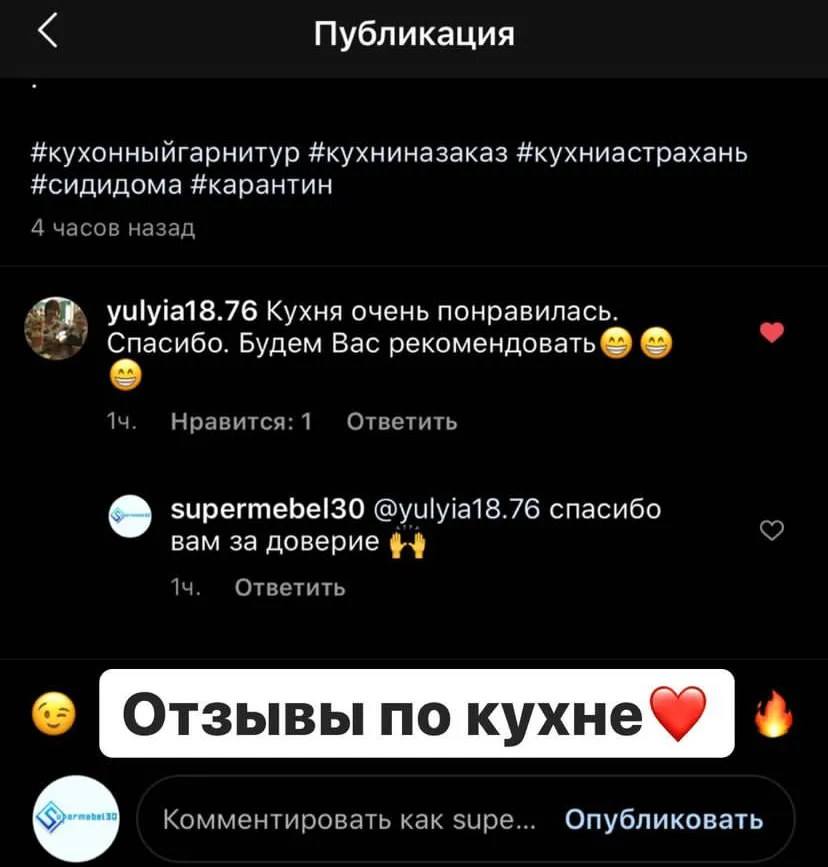 Публикация
.
#кухонныйгарнитур #кухниназаказ #кухниастрахань
#сидидома #карантин
4 часов назад
yulyia18.76 Кухня очень понравилась.
Спасибо. Будем Вас рекомендовать😁😁
😁
1ч. Нравится: 1 Ответить
supermebel30 @yulyia18.76 спасибо
вам за доверие 🙌
1ч. Ответить
😉 Отзывы по кухне❤️ 🔥
Supermebel30
Комментировать как supe... Опубликовать